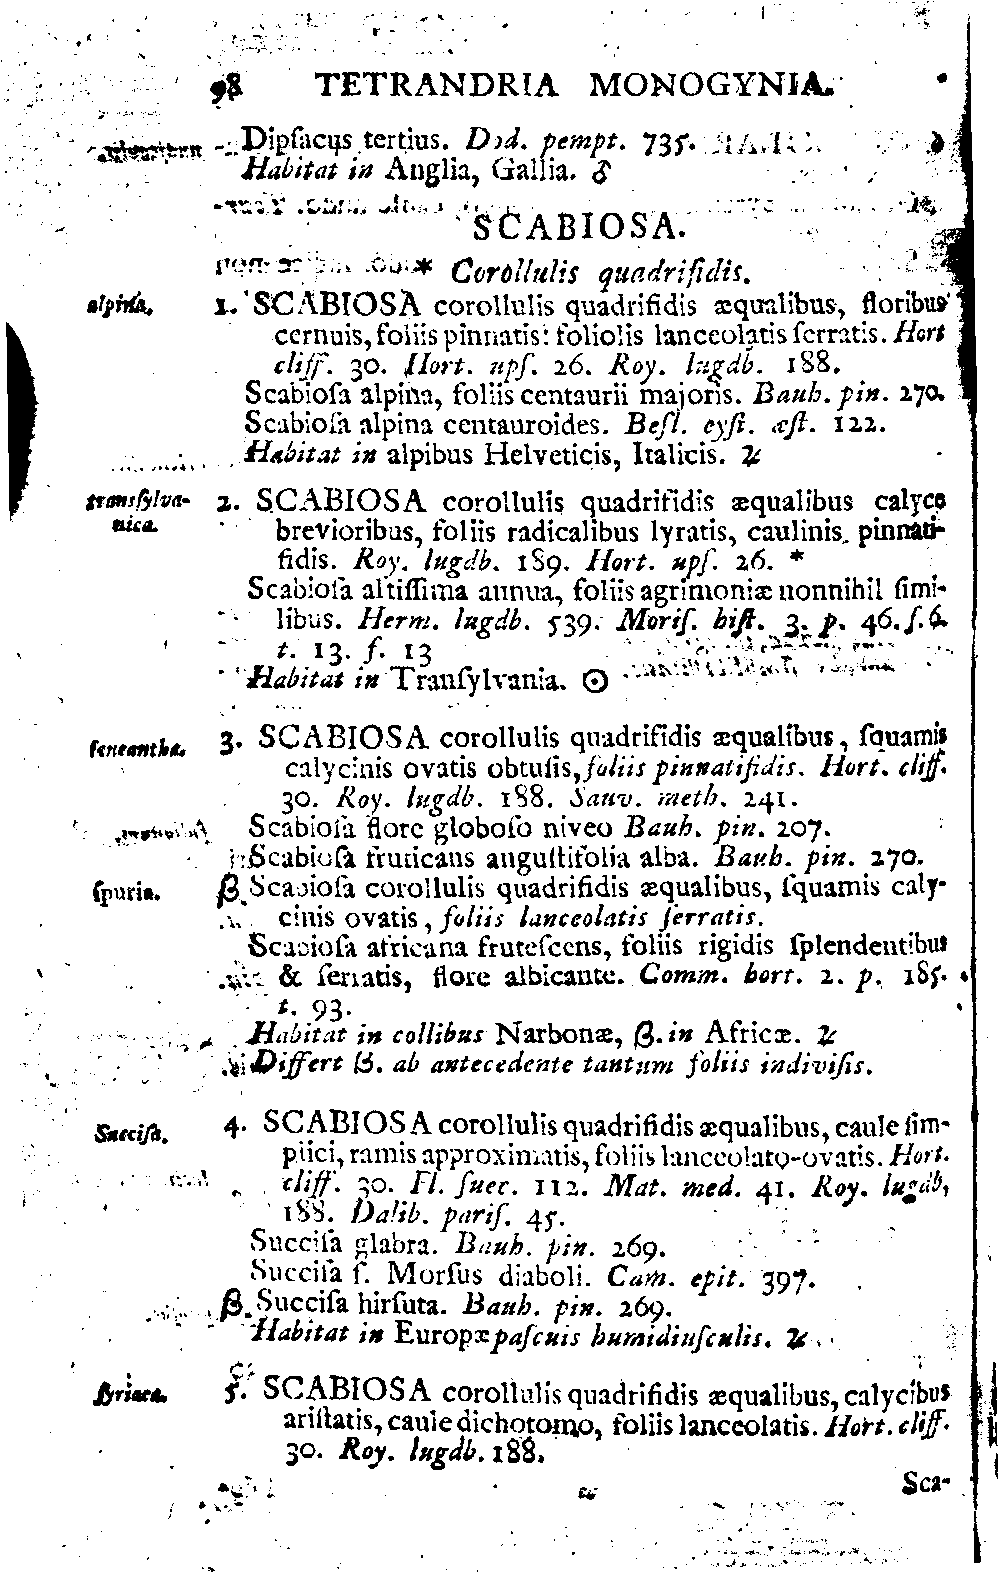 98 TETRANDRIA MONOGYNIA.
Dipſacus tertius. Dod. pempt. 735.
Habitat in Anglia, Gallia. ♂
SCABIOSA.
* Corollulis quadrifidis.
alpina. 1. SCABIOSA corollulis quadrifidis æqualibus, floribus
cernuis, foliis pinnatis: foliolis lanceolatis ſerratis. Hort
cliff. 30. Hort. upſ. 26. Roy. lugdb. 188.
Scabioſa alpina, foliis centaurii majoris. Bauh. pin. 270.
Scabioſa alpina centauroides. Beſl. eyſt. æſt. 122.
Habitat in alpibus Helveticis, Italicis. ♃
tranſylva- 2. SCABIOSA corollulis quadrifidis æqualibus calyce
nica. brevioribus, foliis radicalibus lyratis, caulinis pinnati-
fidis. Roy. lugdb. 189. Hort. upſ. 26. *
Scabioſa altiſſima annua, foliis agrimoniæ nonnihil ſimi-
libus. Herm. lugdb. 539. Moriſ. hiſt. 3. p. 46. ſ. 6.
t. 13. f. 13
Habitat in Tranſylvania. ☉
leucantha. 3. SCABIOSA corollulis quadrifidis æqualibus, ſquamis
calycinis ovatis obtuſis, foliis pinnatifidis. Hort. cliff.
30. Roy. lugdb. 188. Sauv. meth. 241.
Scabioſa flore globoſo niveo Bauh. pin. 207.
Scabioſa fruticans anguſtifolia alba. Bauh. pin. 270.
ſpuria. β. Scabioſa corollulis quadrifidis æqualibus, ſquamis caly-
cinis ovatis, foliis lanceolatis ſerratis.
Scabioſa africana fruteſcens, foliis rigidis ſplendentibus
& ſerratis, flore albicante. Comm. hort. 2. p. 185.
t. 93.
Habitat in collibus Narbonæ, β. in Africæ. ♃
Differt β. ab antecedente tantum foliis indiviſis.
Succiſa. 4. SCABIOSA corollulis quadrifidis æqualibus, caule ſim-
plici, ramis approximatis, foliis lanceolato-ovatis. Hort.
cliff. 30. Fl. ſuec. 112. Mat. med. 41. Roy. lugdb,
188. Dalib. pariſ. 45.
Succiſa glabra. Bauh. pin. 269.
Succiſa ſ. Morſus diaboli. Cam. epit. 397.
β. Succiſa hirſuta. Bauh. pin. 269.
Habitat in Europæ paſcuis humidiuſculis. ♃
ſyriaca. 5. SCABIOSA corollulis quadrifidis æqualibus, calycibus
ariſtatis, caule dichotomo, foliis lanceolatis. Hort. cliff.
30. Roy. lugdb. 188.
Sca-